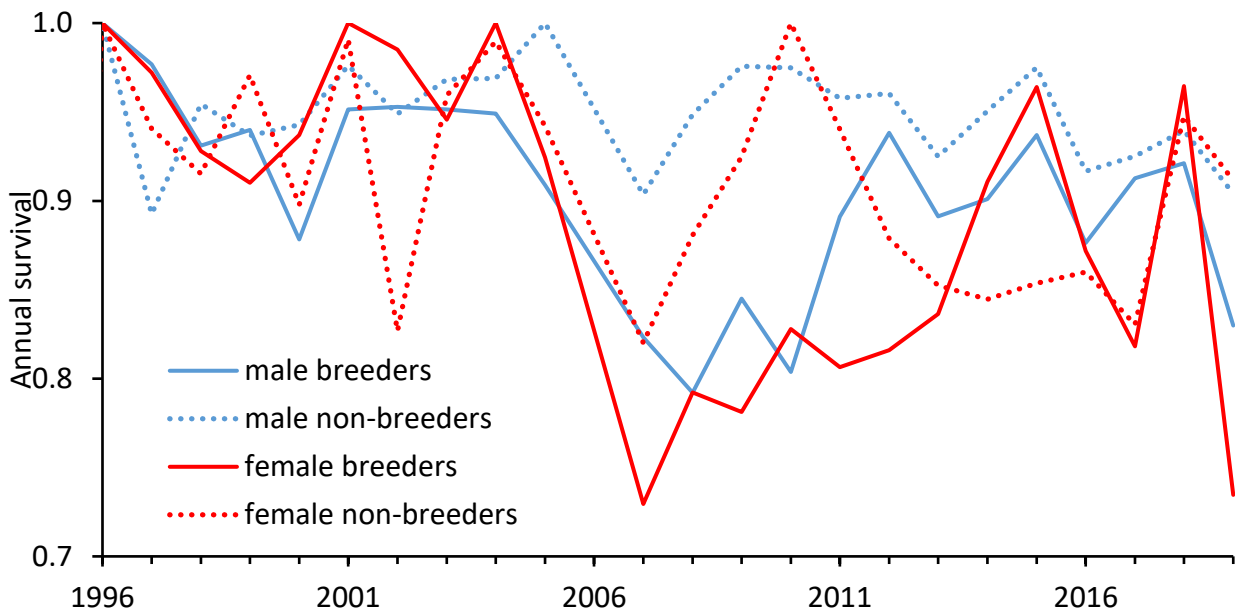 1.0
0.9
0.8
0.7
Annual survival
male breeders
male non-breeders
female breeders
female non-breeders
1996 2001 2006 2011 2016